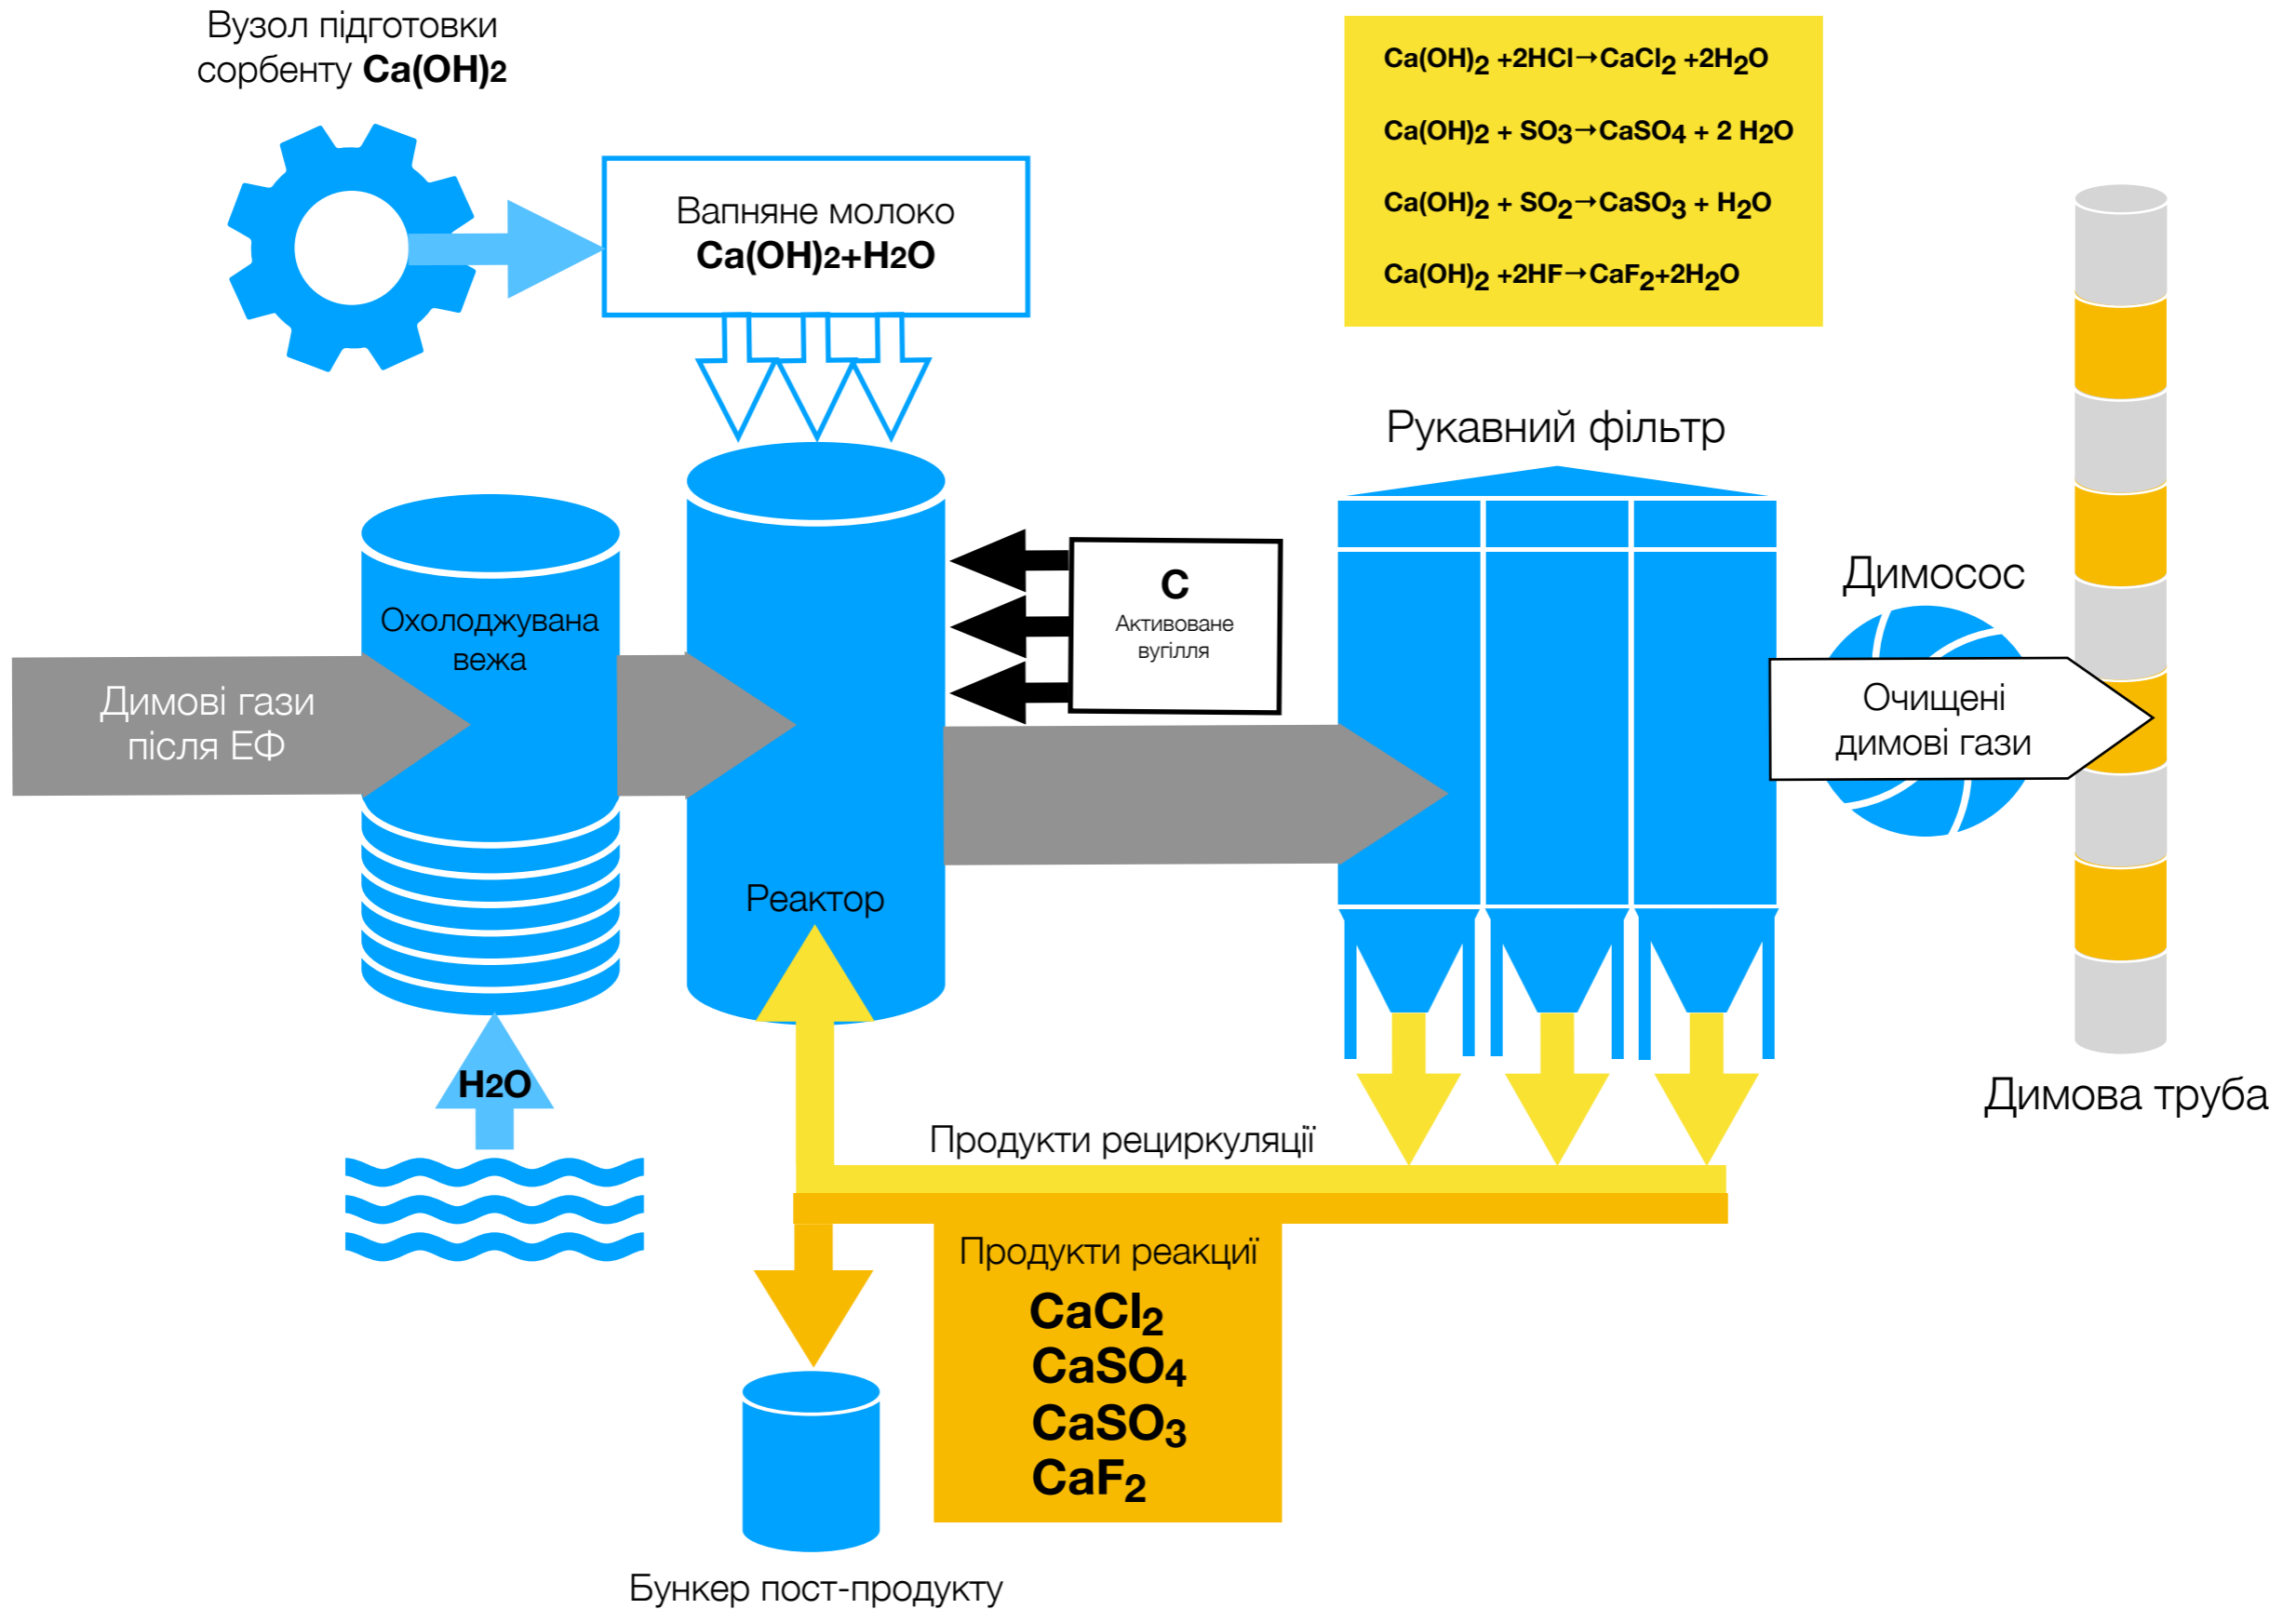 Вузол підготовки
сорбенту Ca(OH)2
Вапняне молоко
Ca(OH)2+H2O
Ca(OH)2 +2HCl→CaCl2 +2H2O
Ca(OH)2 + SO3→CaSO4 + 2 H2O
Ca(OH)2 + SO2→CaSO3 + H2O
Ca(OH)2 +2HF→CaF2+2H2O
Рукавний фільтр
Димосос
Охолоджувана
вежа
C
Активоване
вугілля
Димові гази
після ЕФ
Очищені
димові гази
Реактор
H2O
Димова труба
Продукти рециркуляції
Продукти реакциї
CaCl2
CaSO4
CaSO3
CaF2
Бункер пост-продукту